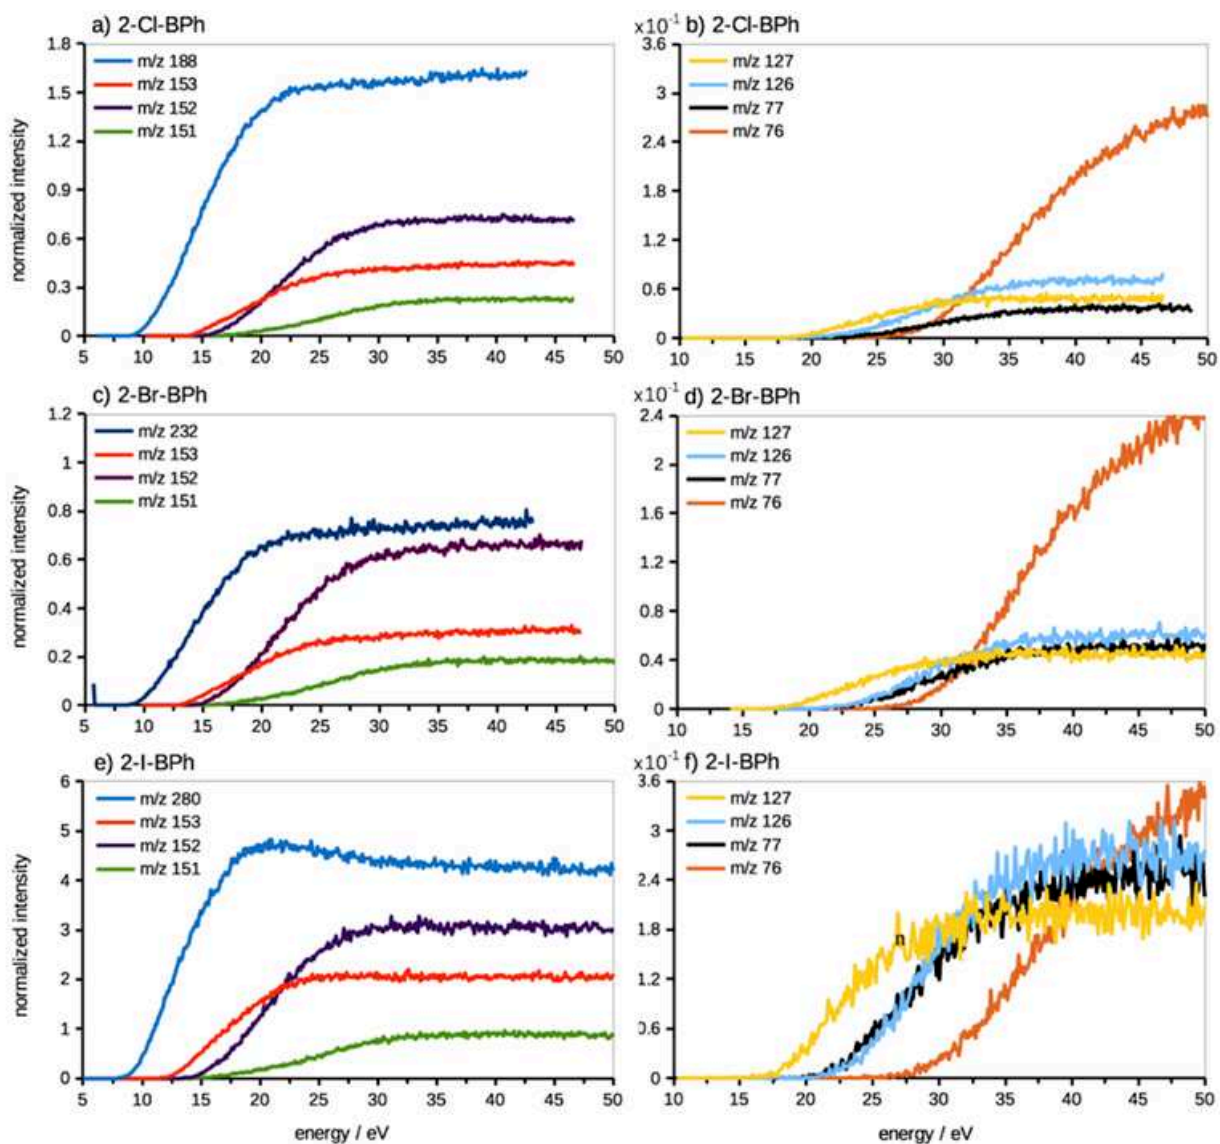 a) 2-Cl-BPh
normalized intensity
1.8
1.5
1.2
0.9
0.6
0.3
0
m/z 188
m/z 153
m/z 152
m/z 151
5 10 15 20 25 30 35 40 45 50
x10-1 b) 2-Cl-BPh
3.6
3
2.4
1.8
1.2
0.6
0
m/z 127
m/z 126
m/z 77
m/z 76
10 15 20 25 30 35 40 45 50
c) 2-Br-BPh
normalized intensity
1.2
1
0.8
0.6
0.4
0.2
0
m/z 232
m/z 153
m/z 152
m/z 151
5 10 15 20 25 30 35 40 45 50
x10-1 d) 2-Br-BPh
2.4
2
1.6
1.2
0.8
0.4
0
m/z 127
m/z 126
m/z 77
m/z 76
10 15 20 25 30 35 40 45 50
e) 2-I-BPh
normalized intensity
6
5
4
3
2
1
0
m/z 280
m/z 153
m/z 152
m/z 151
5 10 15 20 25 30 35 40 45 50
energy / eV
x10-1 f) 2-I-BPh
3.6
3
2.4
1.8
1.2
0.6
0
m/z 127
m/z 126
m/z 77
m/z 76
n
10 15 20 25 30 35 40 45 50
energy / eV